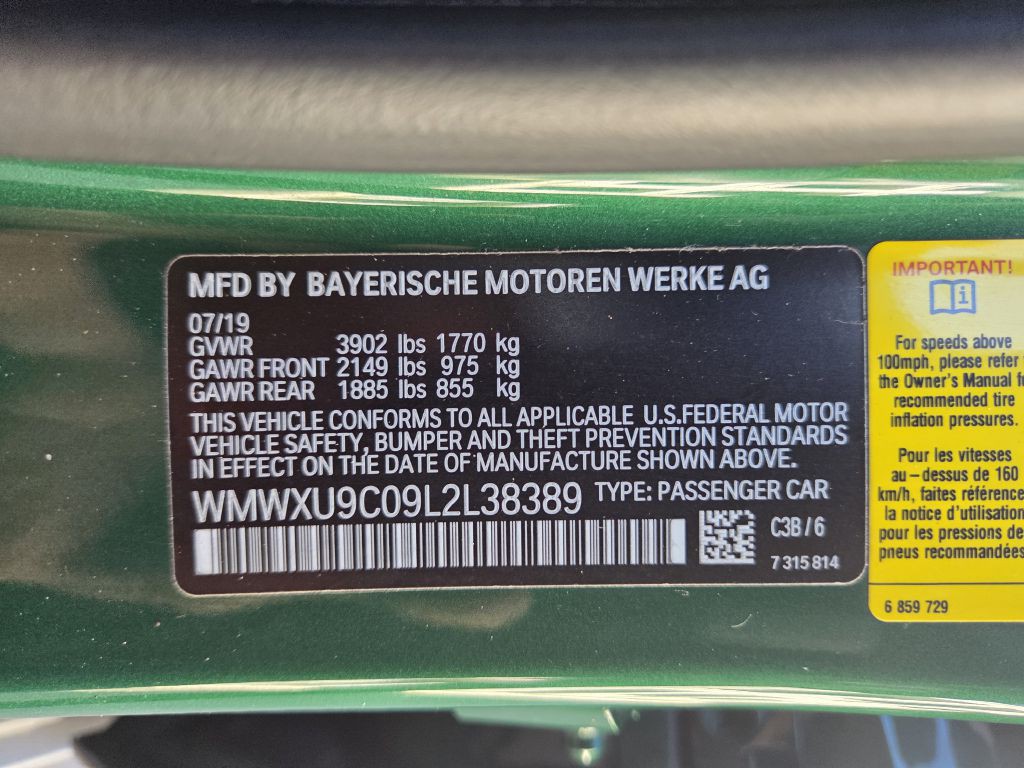 MFD BY BAYERISCHE MOTOREN WERKE AG
07/19
GVWR 3902 lbs 1770 kg
GAWR FRONT 2149 lbs 975 kg
GAWR REAR 1885 lbs 855 kg
THIS VEHICLE CONFORMS TO ALL APPLICABLE U.S.FEDERAL MOTOR
VEHICLE SAFETY, BUMPER AND THEFT PREVENTION STANDARDS
IN EFFECT ON THE DATE OF MANUFACTURE SHOWN ABOVE.
WMWXU9C09L2L38389 TYPE: PASSENGER CAR
C3B / 6
7 315 814
IMPORTANT!
i
For speeds above
100mph, please refer
the Owner's Manual
recommended tire
inflation pressures.
Pour les vitesses
au-dessus de 160
km/h, faites référence
la notice d'utilisation
pour les pressions de
pneus recommandées
6 859 729